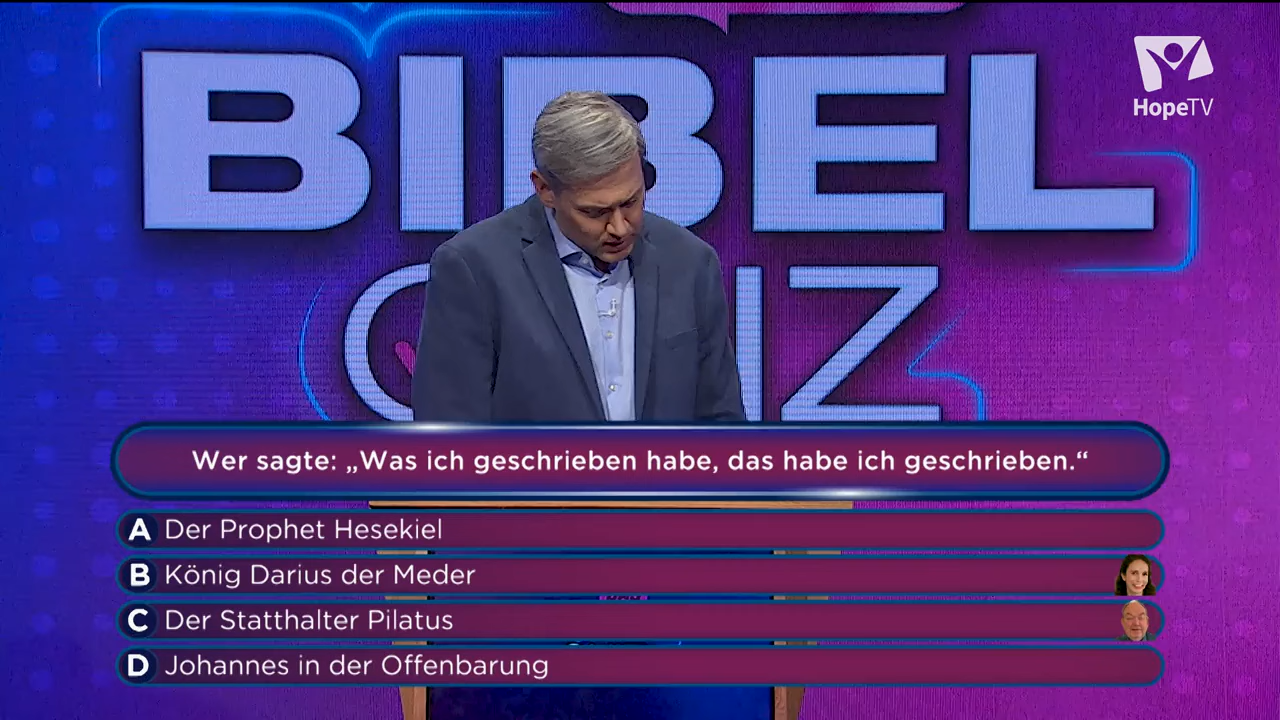 HopeTV
BIBEL
QUIZ
Wer sagte: „Was ich geschrieben habe, das habe ich geschrieben.“
A Der Prophet Hesekiel
B König Darius der Meder
C Der Statthalter Pilatus
D Johannes in der Offenbarung